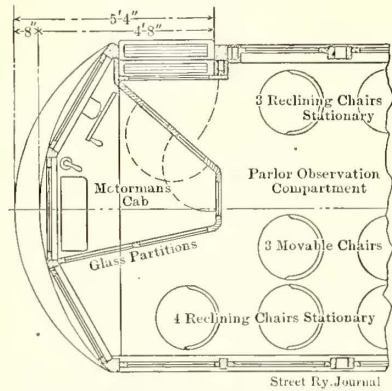 5'4"
8"
4'8"
3 Reclining Chairs
Stationary
Motorman's
Cab
Parlor Observation
Compartment
Glass Partitions
3 Movable Chairs
4 Reclining Chairs Stationary
Street Ry. Journal